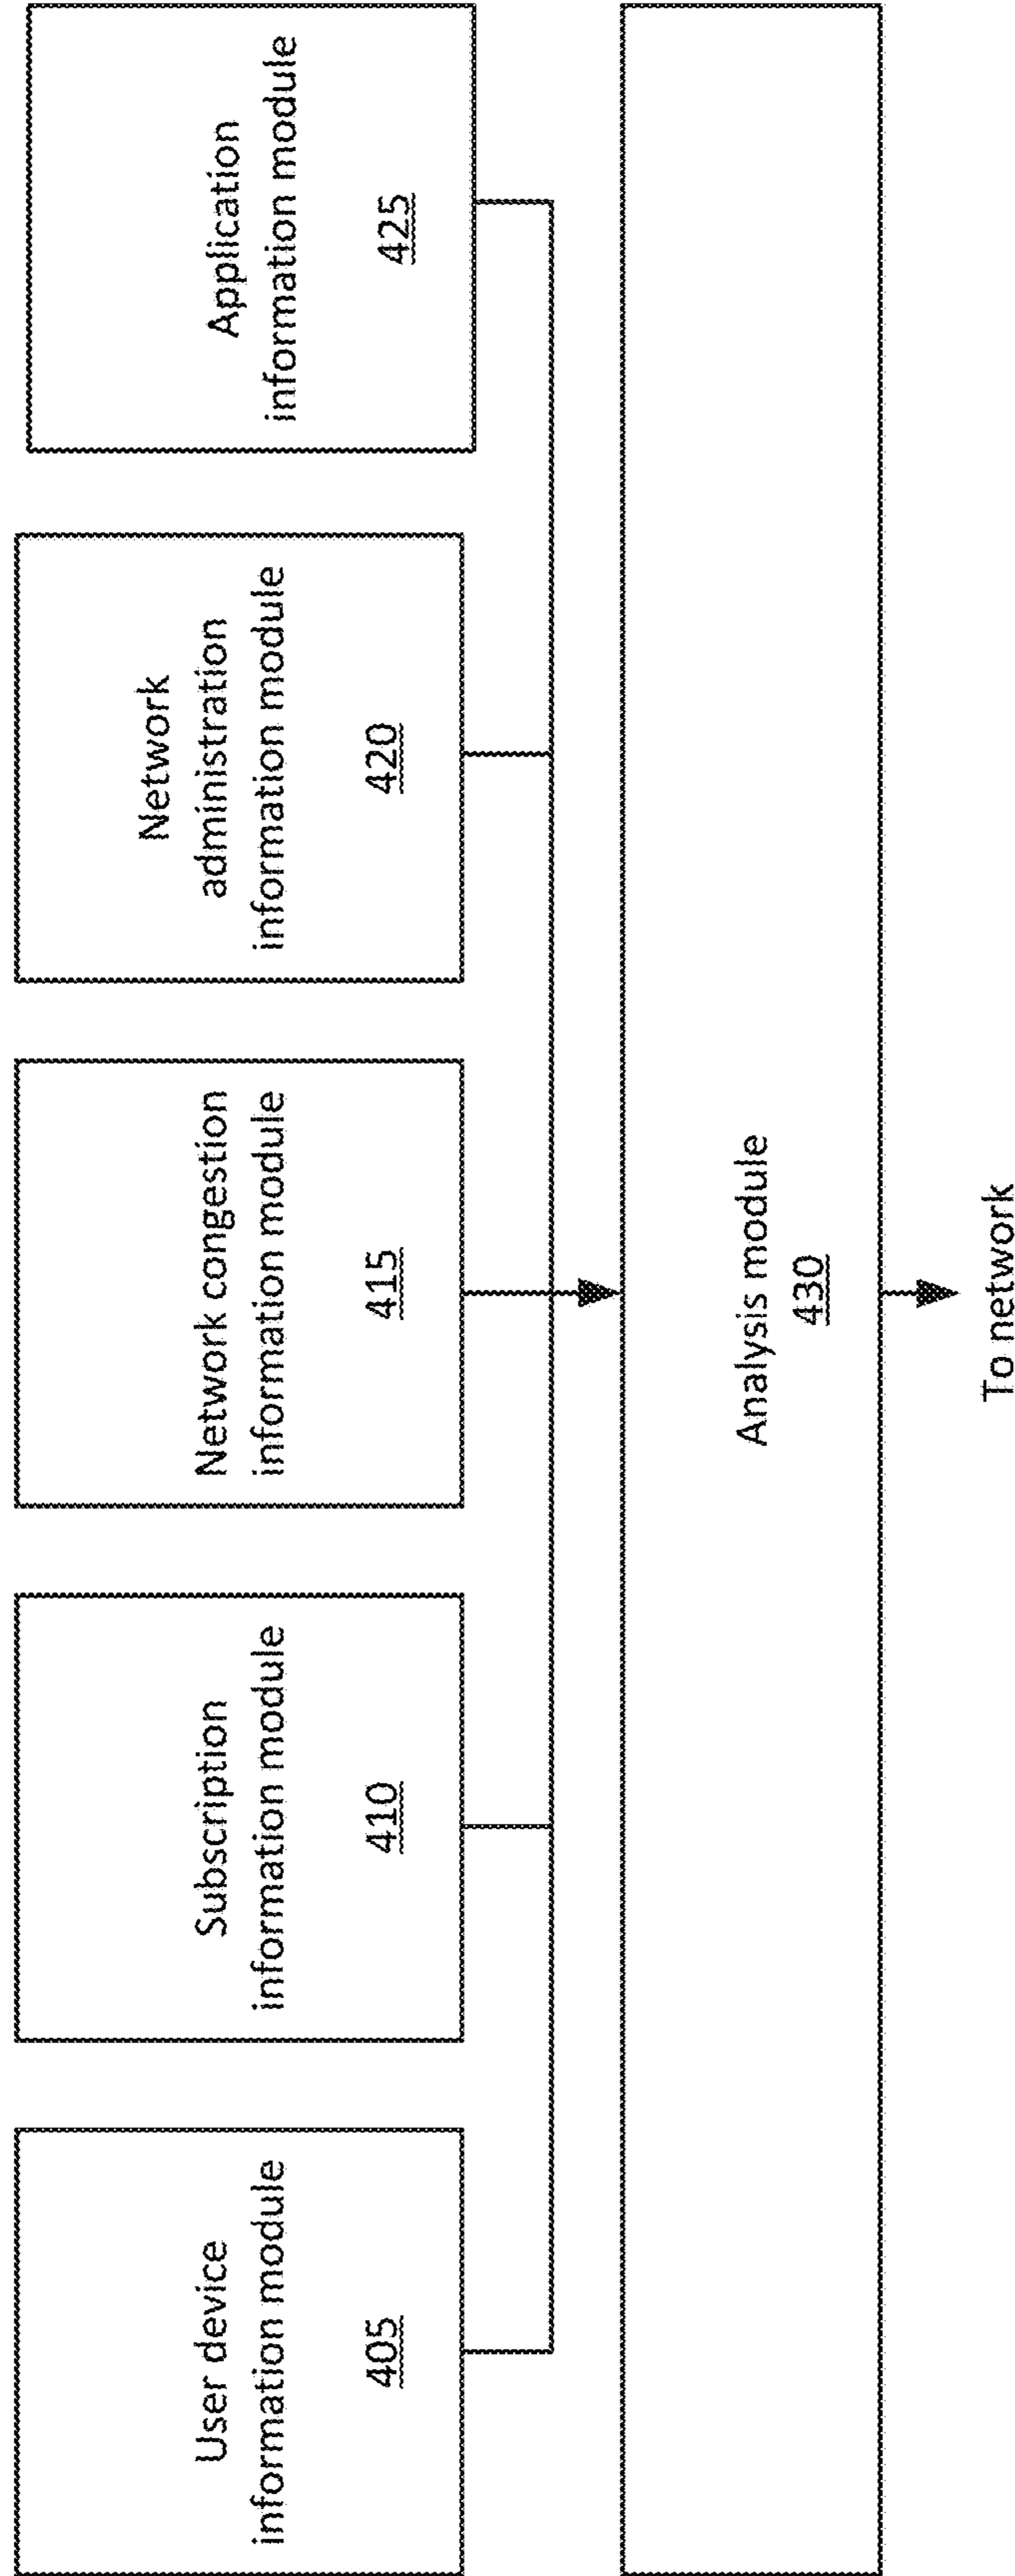 User device
information module
405
Subscription
information module
410
Network congestion
information module
415
Network
administration
information module
420
Application
information module
425
Analysis module
430
To network